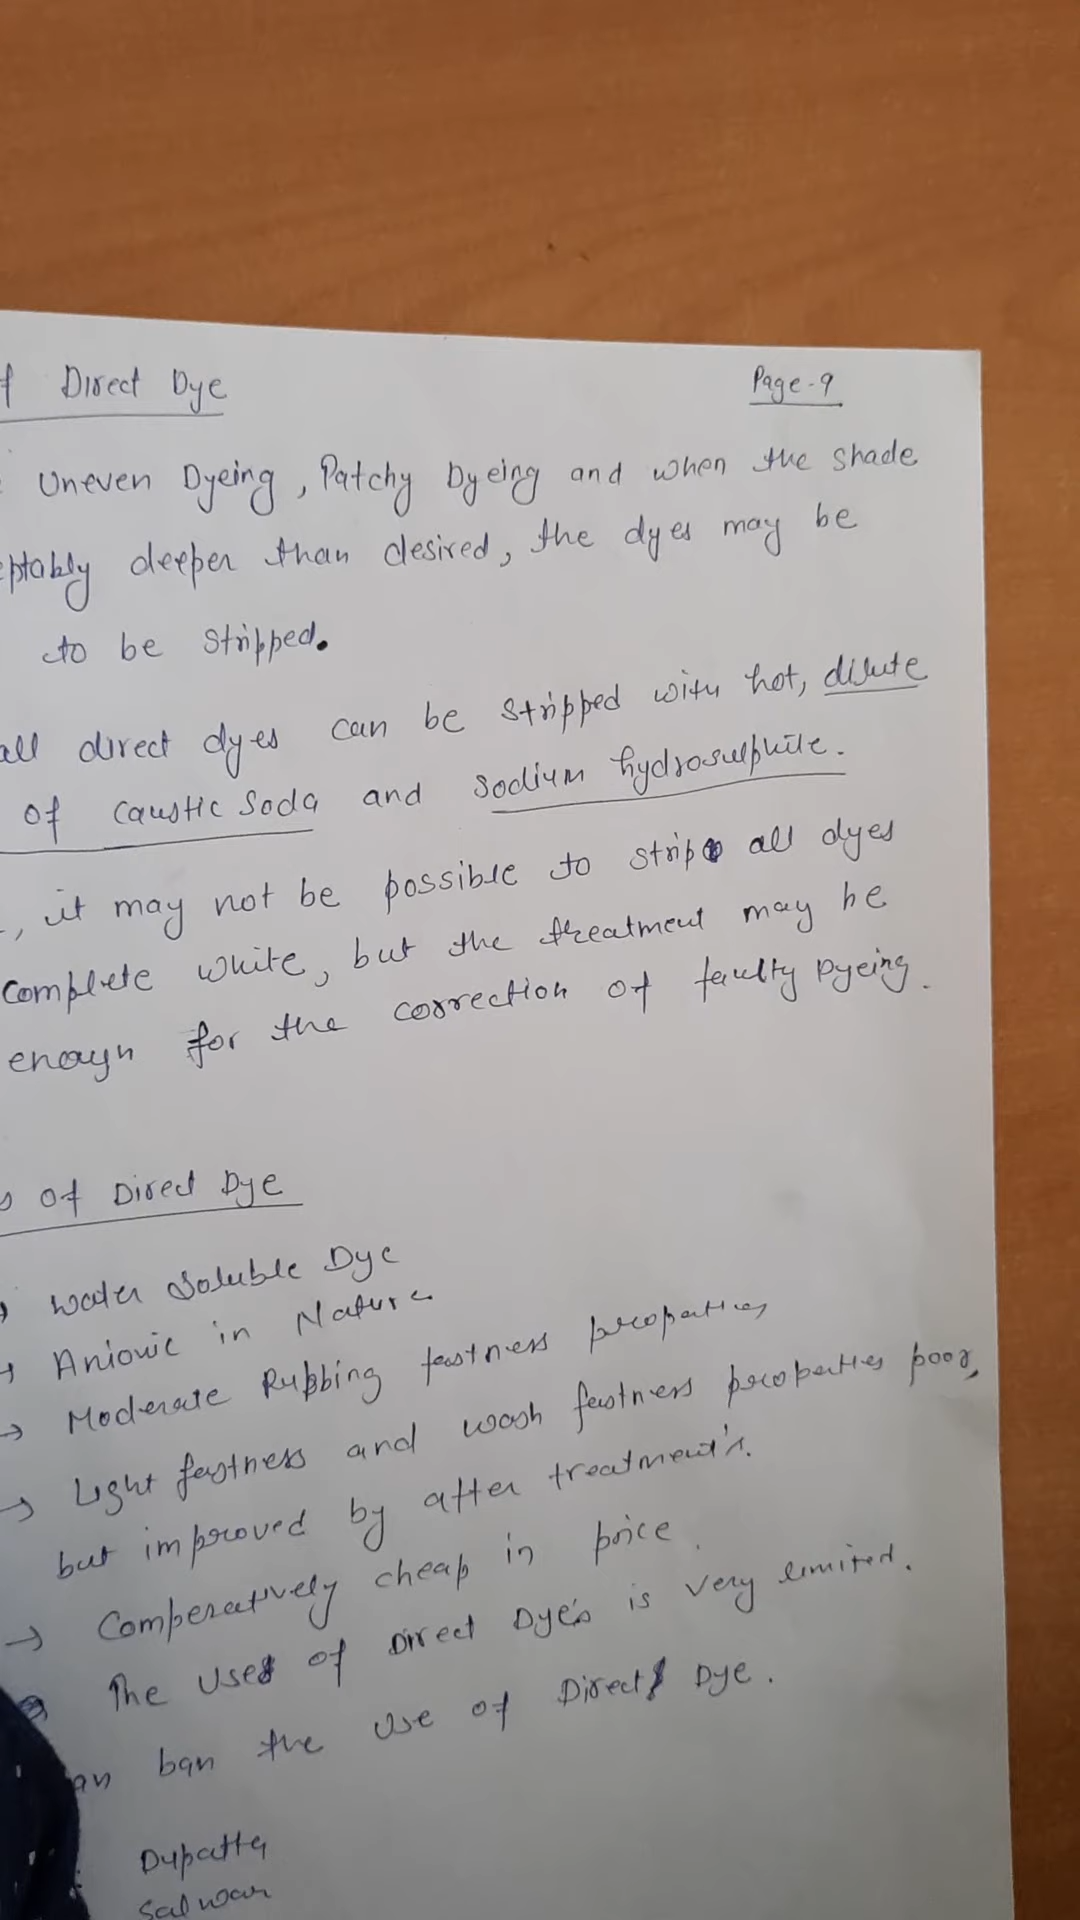 f Direct Dye
Page-9
Uneven Dyeing, Patchy Dyeing and when the shade
eptably deeper than desired, the dyes may be
to be stripped.
all direct dyes can be stripped with hot, dilute
of caustic soda and sodium hydrosulphite.
, it may not be possible to strip all dyes
complete white, but the treatment may be
enough for the correction of faulty Dyeing.
s of Direct Dye
→ Water Soluble Dye
→ Anionic in Nature
→ Moderate Rubbing fastness properties
→ Light fastness and wash fastness properties poor,
but improved by after treatment's.
→ Comperatively cheap in price.
The uses of Direct Dye's is very limited.
an ban the use of Direct Dye.
Dupatta
Salwar